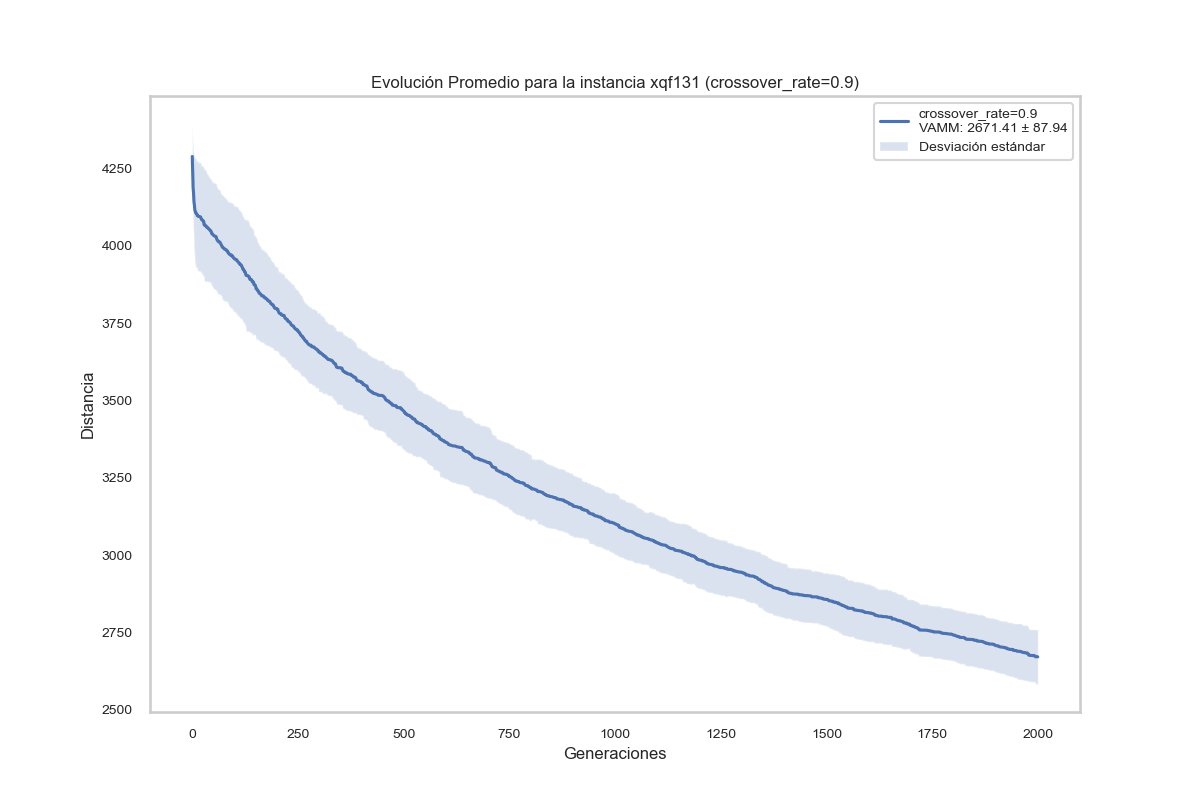 Evolución Promedio para la instancia xqf131 (crossover_rate=0.9)
crossover_rate=0.9
VAMM: 2671.41 ± 87.94
Desviación estándar
Distancia
4250
4000
3750
3500
3250
3000
2750
2500
0 250 500 750 1000 1250 1500 1750 2000
Generaciones